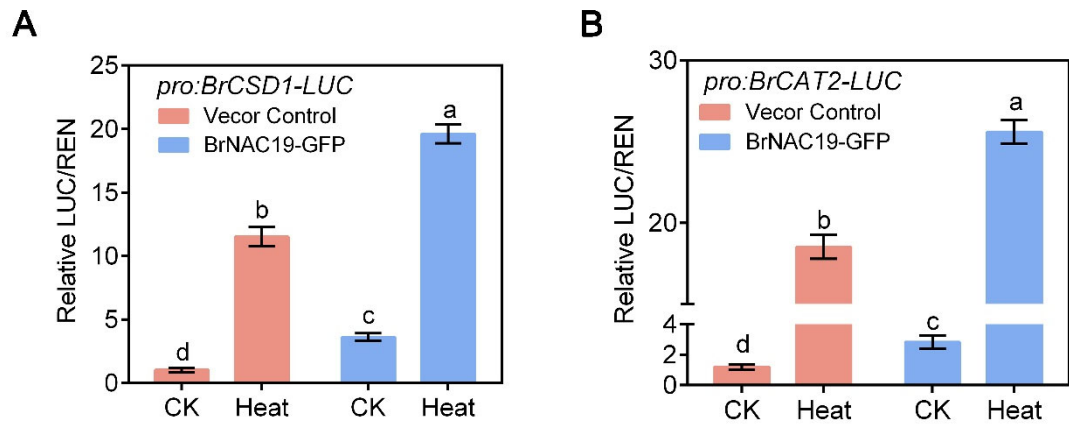 A
Relative LUC/REN
25
20
15
10
5
0
pro:BrCSD1-LUC
Vecor Control
BrNAC19-GFP
d
b
c
a
CK Heat CK Heat
B
Relative LUC/REN
30
20
4
2
0
pro:BrCAT2-LUC
Vecor Control
BrNAC19-GFP
d
b
c
a
CK Heat CK Heat